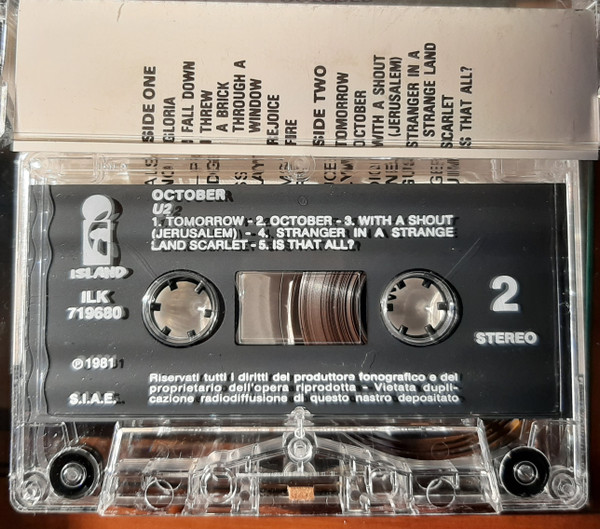 SIDE ONE
GLORIA
I FALL DOWN
I THREW
A BRICK
THROUGH A
WINDOW
REJOICE
FIRE
SIDE TWO
TOMORROW
OCTOBER
WITH A SHOUT
(JERUSALEM)
STRANGER IN A
STRANGE LAND
SCARLET
IS THAT ALL?
OCTOBER
U2
1. TOMORROW - 2. OCTOBER - 3. WITH A SHOUT
(JERUSALEM) - 4. STRANGER IN A STRANGE
LAND SCARLET - 5. IS THAT ALL?
ISLAND
ILK
719680
℗ 1981
S.I.A.E.
2
STEREO
Riservati tutti i diritti del produttore fonografico e del
proprietario dell'opera riprodotta - Vietata dupli-
cazione radiodiffusione di questo nastro depositato